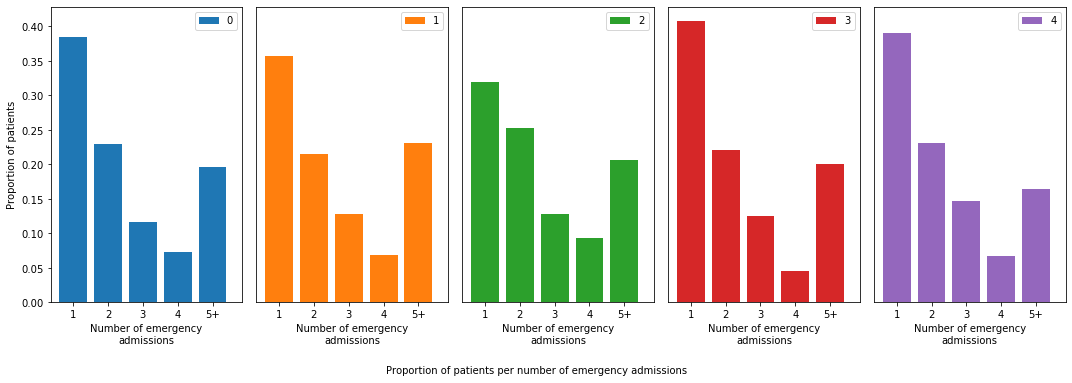 0 1 2 3 4
0.40
0.35
0.30
0.25
0.20
0.15
0.10
0.05
0.00
Proportion of patients
1 2 3 4 5+ 1 2 3 4 5+ 1 2 3 4 5+ 1 2 3 4 5+ 1 2 3 4 5+
Number of emergency
admissions
Number of emergency
admissions
Number of emergency
admissions
Number of emergency
admissions
Number of emergency
admissions
Proportion of patients per number of emergency admissions